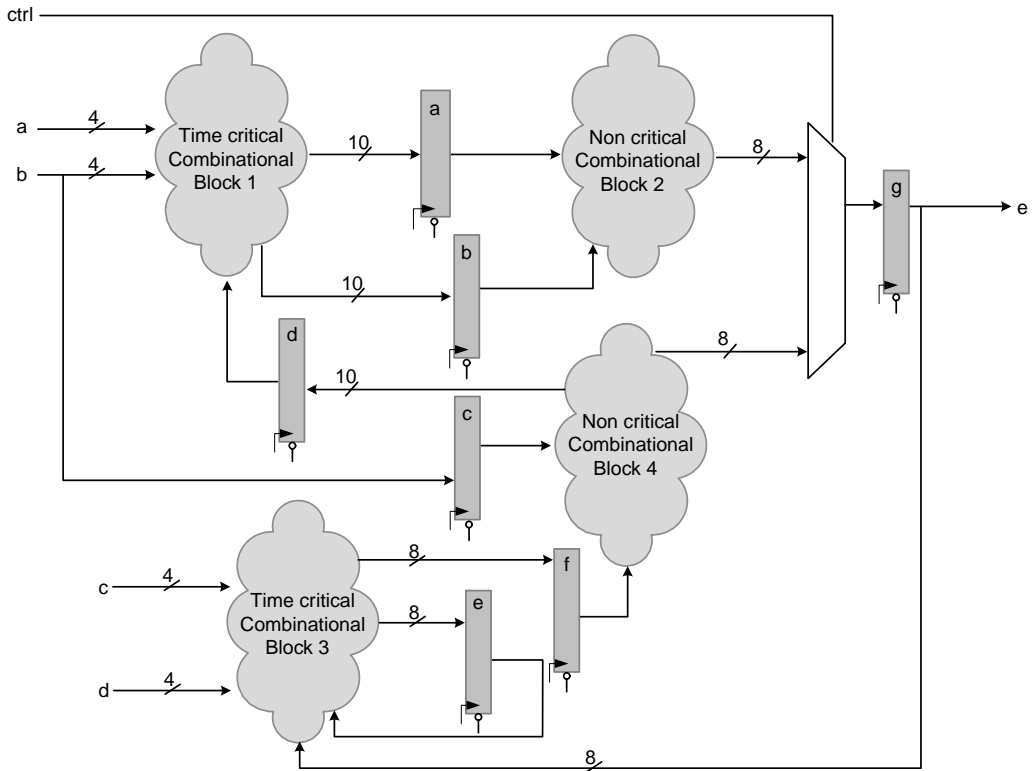 ctrl
a
4
Time critical
Combinational
Block 1
10
a
Non critical
Combinational
Block 2
8
b
4
g
e
10
b
d
8
10
c
Non critical
Combinational
Block 4
c
4
Time critical
Combinational
Block 3
8
f
8
e
d
4
8